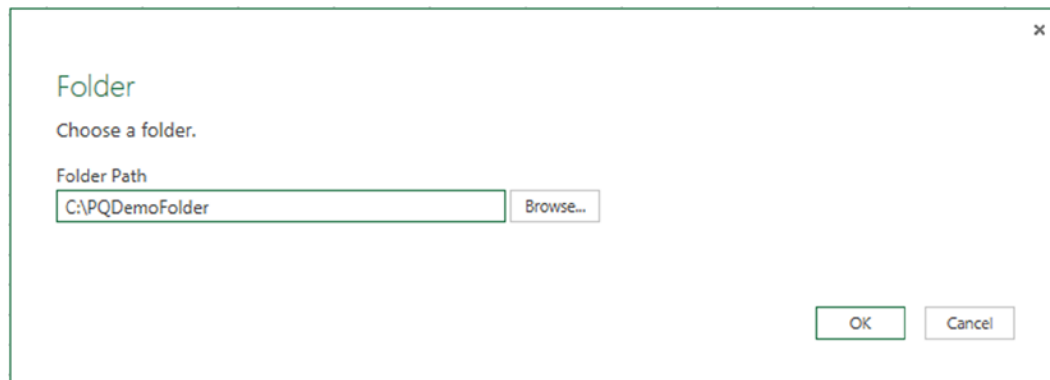 Folder
Choose a folder.
Folder Path
C:\PQDemoFolder
Browse...
OK
Cancel